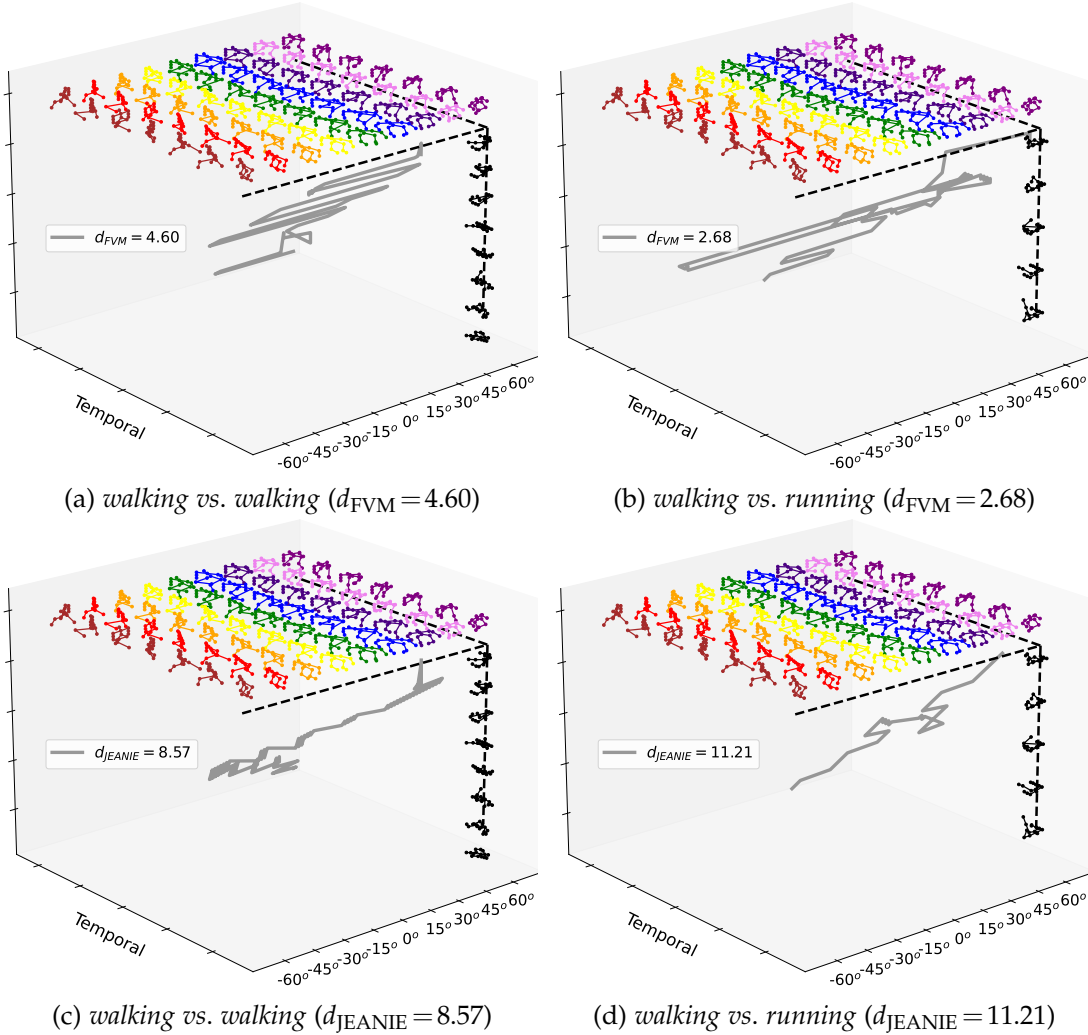 d_FVM = 4.60
Temporal
-60° -45° -30° -15° 0° 15° 30° 45° 60°
(a) walking vs. walking (d_FVM = 4.60)
d_FVM = 2.68
Temporal
-60° -45° -30° -15° 0° 15° 30° 45° 60°
(b) walking vs. running (d_FVM = 2.68)
d_JEANIE = 8.57
Temporal
-60° -45° -30° -15° 0° 15° 30° 45° 60°
(c) walking vs. walking (d_JEANIE = 8.57)
d_JEANIE = 11.21
Temporal
-60° -45° -30° -15° 0° 15° 30° 45° 60°
(d) walking vs. running (d_JEANIE = 11.21)